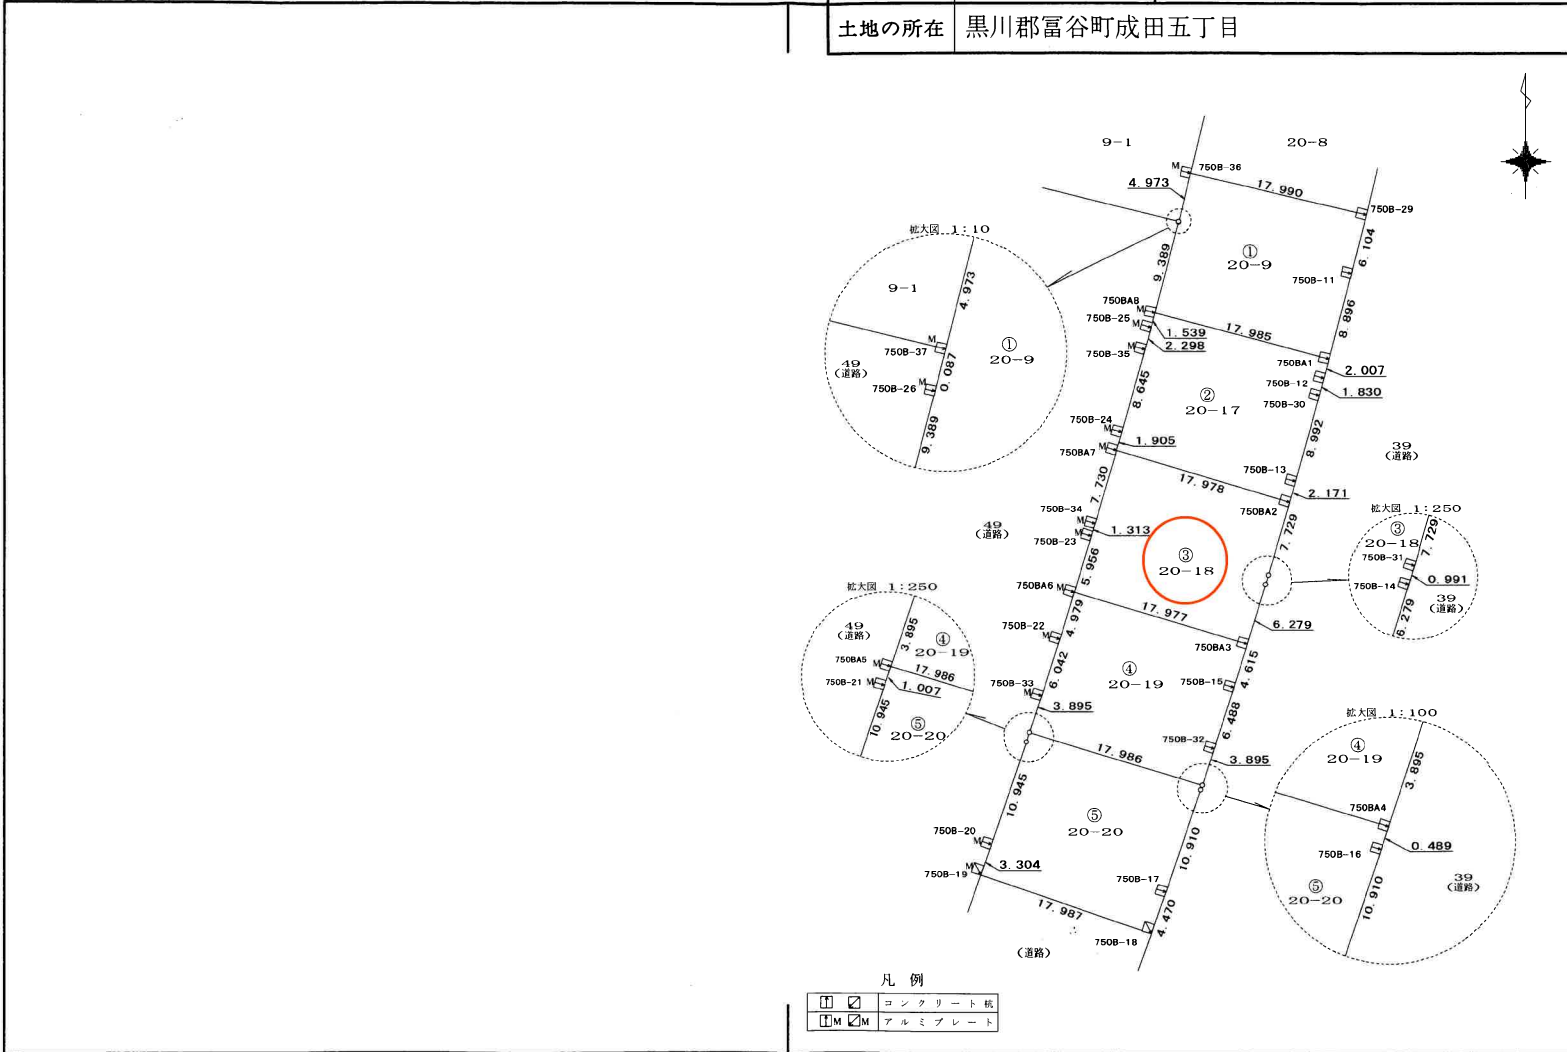 土地の所在 黒川郡富谷町成田五丁目
9-1
20-8
M 750B-36
4. 973
17. 990
750B-29
拡大図 1:10
9-1
4. 973
M
750B-37
① 
20-9
49
(道路)
0. 087
M
750B-26
9. 389
9. 389
①
20-9
6. 104
750B-11
8. 896
750BA8
M
750B-25
M
1. 539
2. 298
17. 985
750B-35
M
750BA1
2. 007
750B-12
1. 830
750B-30
8. 645
②
20-17
8. 992
750B-24
M
1. 905
750BA7
M
17. 978
750B-13
2. 171
750BA2
39
(道路)
7. 730
750B-34
M
1. 313
750B-23
M
49
(道路)
③
20-18
7. 729
拡大図 1:250
③
20-18
7. 729
750B-31
750B-14
0. 991
39
(道路)
6. 279
5. 956
750BA6 M
17. 977
6. 279
750BA3
4. 979
750B-22
M
拡大図 1:250
49
(道路)
3. 895
④
20-19
750BA5
M
17. 986
750B-21 M
1. 007
10. 945
⑤
20-20
6. 042
750B-33
M
3. 895
④
20-19
4. 615
750B-15
6. 488
750B-32
3. 895
17. 986
拡大図 1:100
④
20-19
3. 895
750BA4
0. 489
750B-16
39
(道路)
⑤
20-20
10. 910
10. 945
⑤
20-20
10. 910
750B-20
M
3. 304
750B-19
M
17. 987
750B-17
4. 470
750B-18
(道路)
凡 例
コンクリート杭
M M アルミプレート